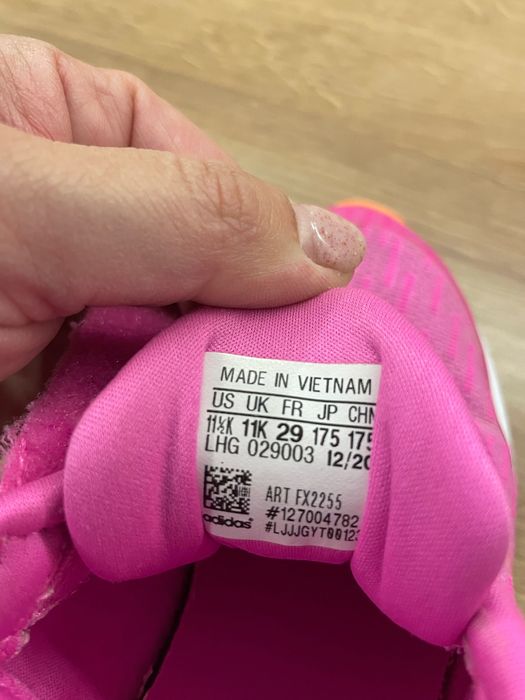 MADE IN VIETNAM
US UK FR JP CHN
11½K 11K 29 175 175
LHG 029003 12/20
ART FX2255
#127004782
adidas #LJJJGYT00123